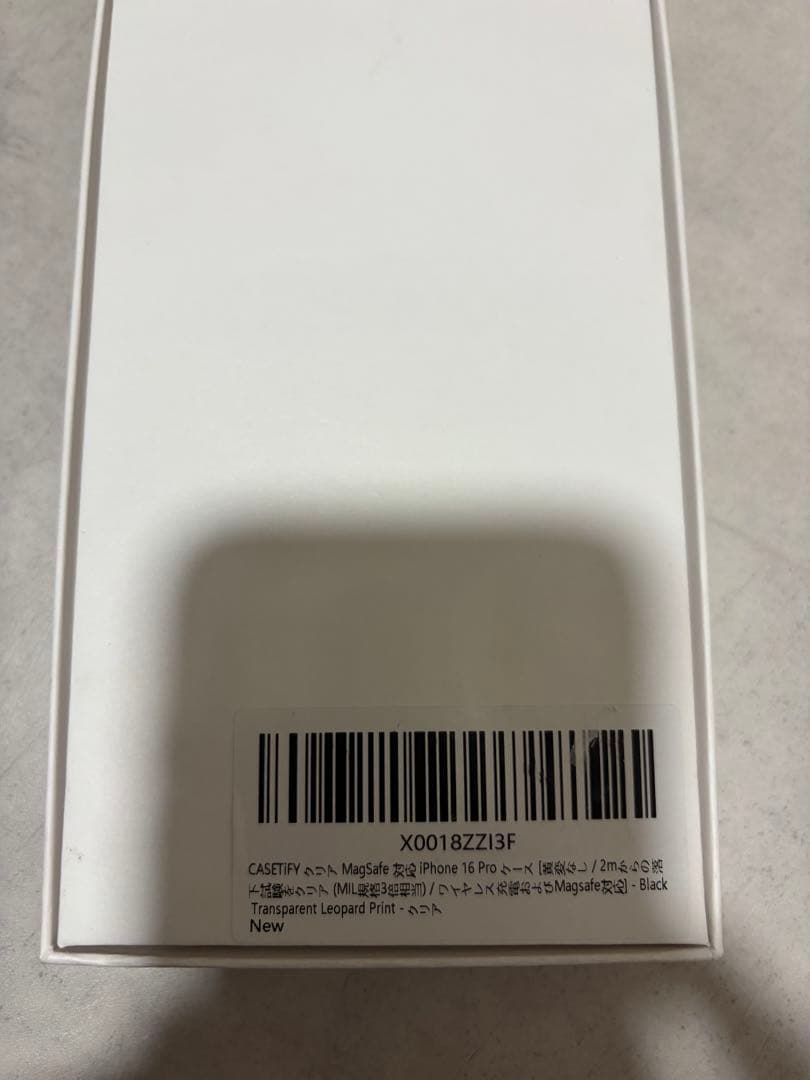 X0018ZZI3F
CASETiFY クリア MagSafe 対応 iPhone 16 Pro ケース [黄変なし / 2mからの落
下試験をクリア (MIL規格3倍相当) / ワイヤレス充電およびMagsafe対応] - Black
Transparent Leopard Print - クリア
New